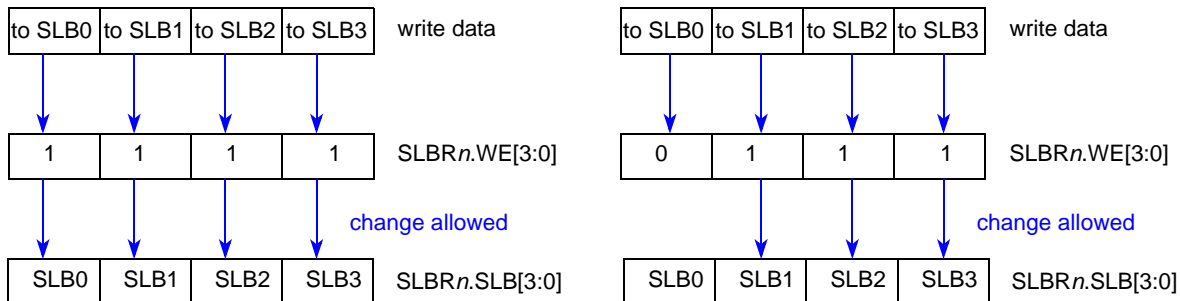 to SLB0 to SLB1 to SLB2 to SLB3 write data
1 1 1 1 SLBRn.WE[3:0]
change allowed
SLB0 SLB1 SLB2 SLB3 SLBRn.SLB[3:0]
to SLB0 to SLB1 to SLB2 to SLB3 write data
0 1 1 1 SLBRn.WE[3:0]
change allowed
SLB0 SLB1 SLB2 SLB3 SLBRn.SLB[3:0]